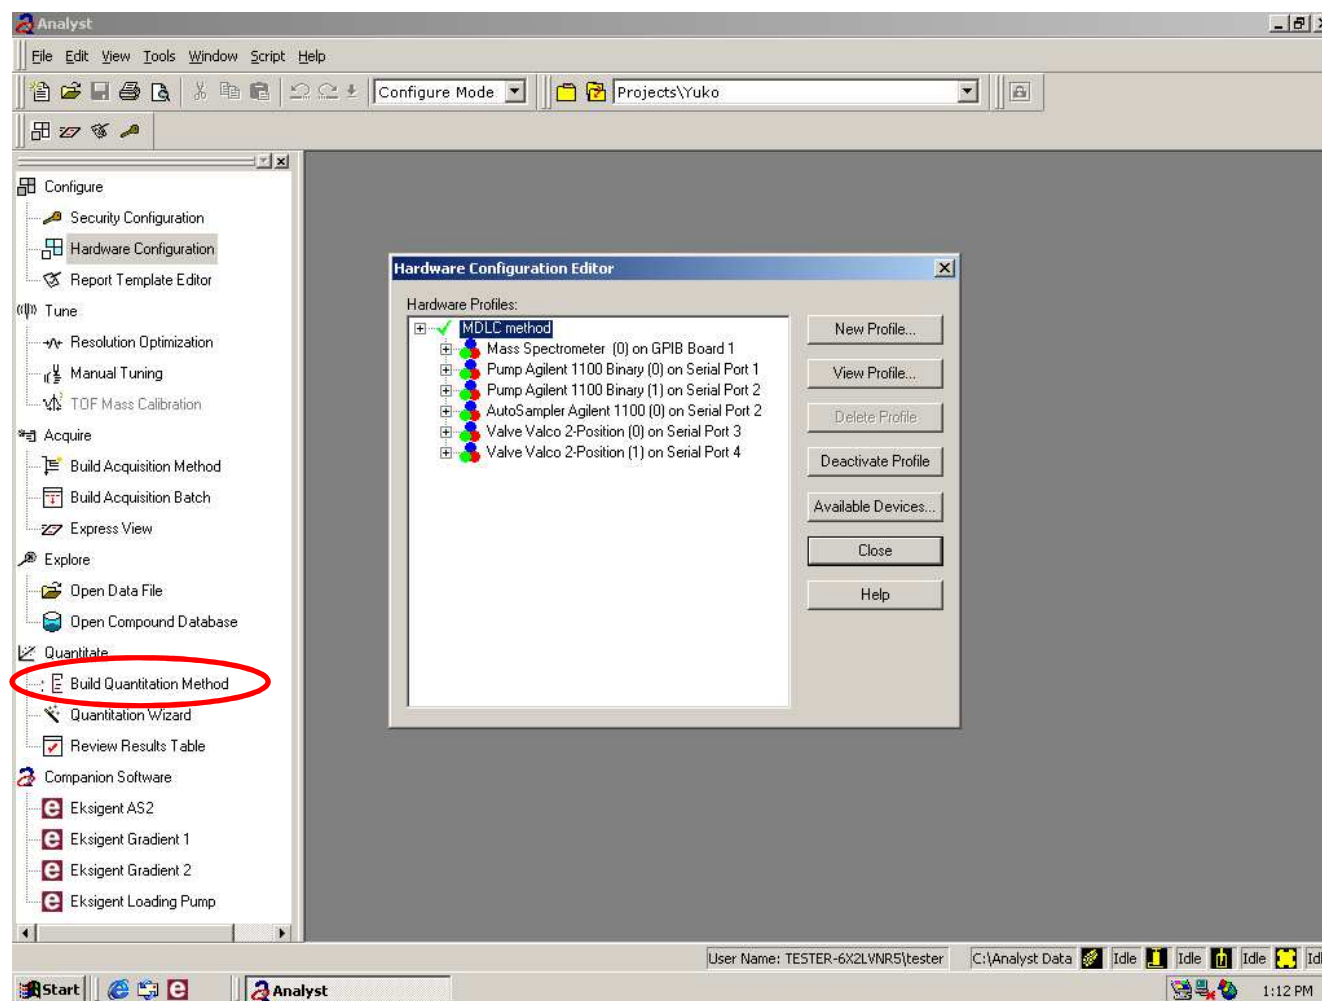 Analyst
File Edit View Tools Window Script Help
Configure Mode
Projects\Yuko
Configure
Security Configuration
Hardware Configuration
Report Template Editor
Tune
Resolution Optimization
Manual Tuning
TOF Mass Calibration
Acquire
Build Acquisition Method
Build Acquisition Batch
Express View
Explore
Open Data File
Open Compound Database
Quantitate
Build Quantitation Method
Quantitation Wizard
Review Results Table
Companion Software
Eksigent AS2
Eksigent Gradient 1
Eksigent Gradient 2
Eksigent Loading Pump
Hardware Configuration Editor
Hardware Profiles:
MDLC method
Mass Spectrometer (0) on GPIB Board 1
Pump Agilent 1100 Binary (0) on Serial Port 1
Pump Agilent 1100 Binary (1) on Serial Port 2
AutoSampler Agilent 1100 (0) on Serial Port 2
Valve Valco 2-Position (0) on Serial Port 3
Valve Valco 2-Position (1) on Serial Port 4
New Profile...
View Profile...
Delete Profile
Deactivate Profile
Available Devices...
Close
Help
User Name: TESTER-6X2LVNR5\tester C:\Analyst Data Idle Idle Idle Idl
Start Analyst 1:12 PM